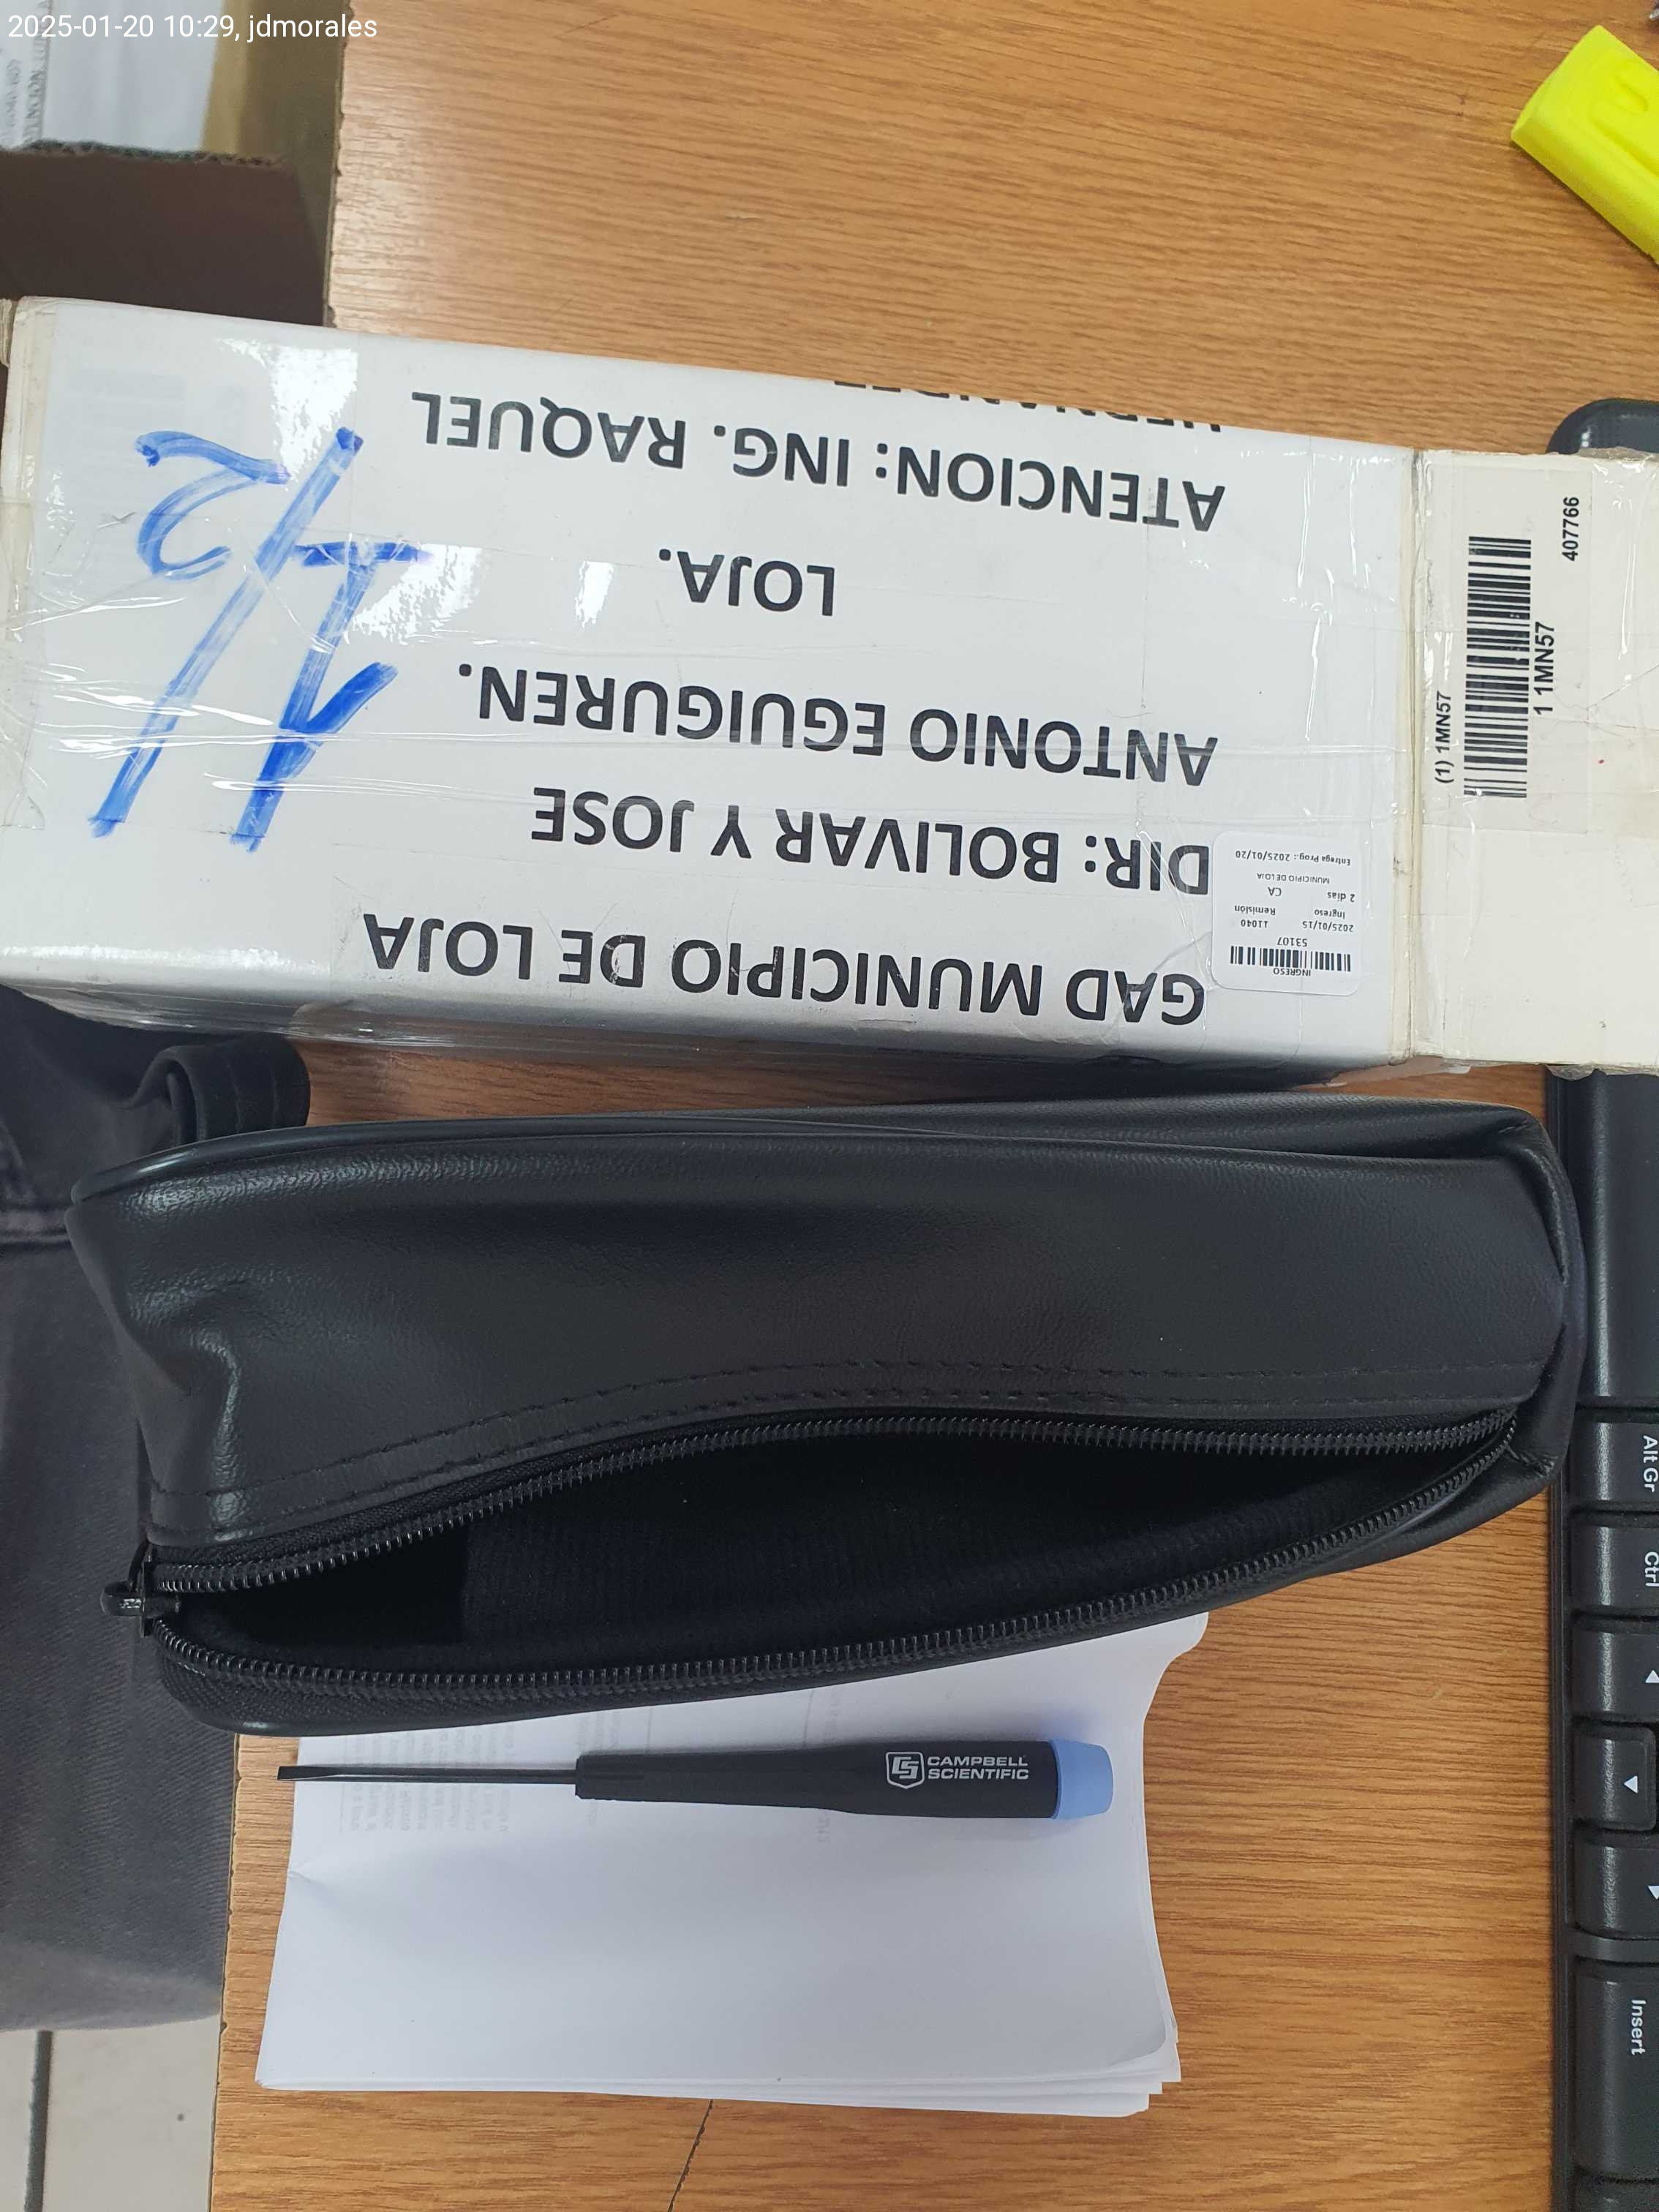 2025-01-20 10:29, jdmorales
GAD MUNICIPIO DE LOJA
DIR: BOLIVAR Y JOSE
ANTONIO EGUIGUREN.
LOJA.
ATENCION: ING. RAQUEL
1/2
INGRESO
53107
2025/01/15 11040
Ingreso Remisión
2 días CA
MUNICIPIO DE LOJA
Entrega Prog.: 2025/01/20
(1) 1MN57
1 1MN57
407766
CAMPBELL
SCIENTIFIC
Alt Gr
Ctrl
Insert